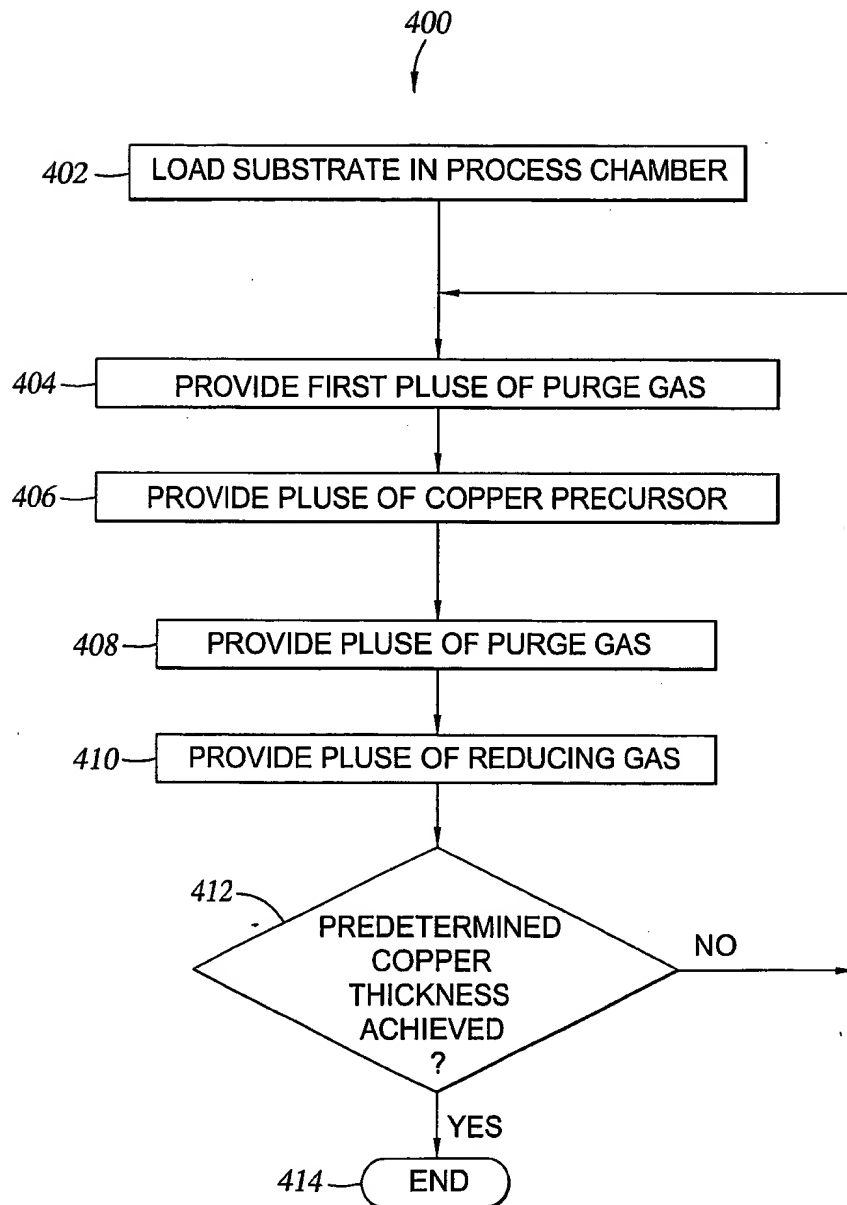 400
402 LOAD SUBSTRATE IN PROCESS CHAMBER
404 PROVIDE FIRST PLUSE OF PURGE GAS
406 PROVIDE PLUSE OF COPPER PRECURSOR
408 PROVIDE PLUSE OF PURGE GAS
410 PROVIDE PLUSE OF REDUCING GAS
412
PREDETERMINED
COPPER
THICKNESS
ACHIEVED
?
NO
YES
414 END